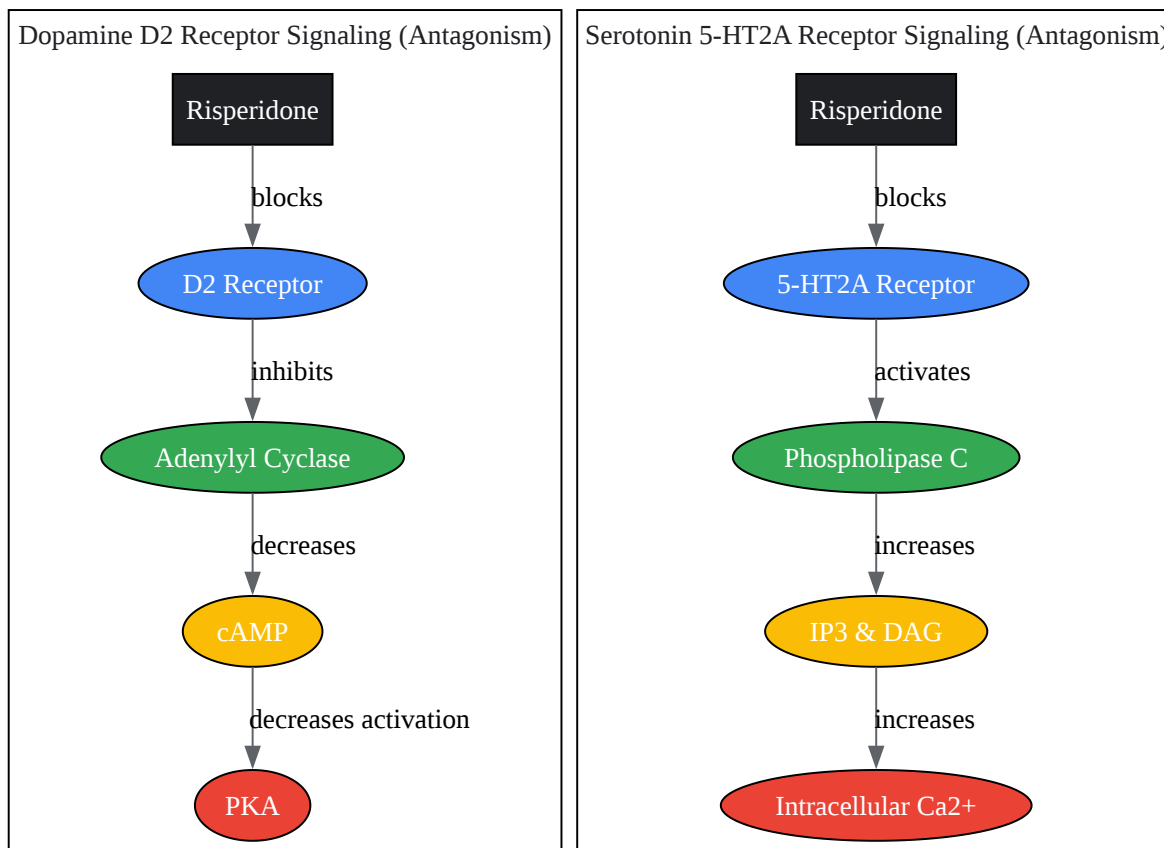 Dopamine D2 Receptor Signaling (Antagonism)
Risperidone
blocks
D2 Receptor
inhibits
Adenylyl Cyclase
decreases
cAMP
decreases activation
PKA
Serotonin 5-HT2A Receptor Signaling (Antagonism)
Risperidone
blocks
5-HT2A Receptor
activates
Phospholipase C
increases
IP3 & DAG
increases
Intracellular Ca2+